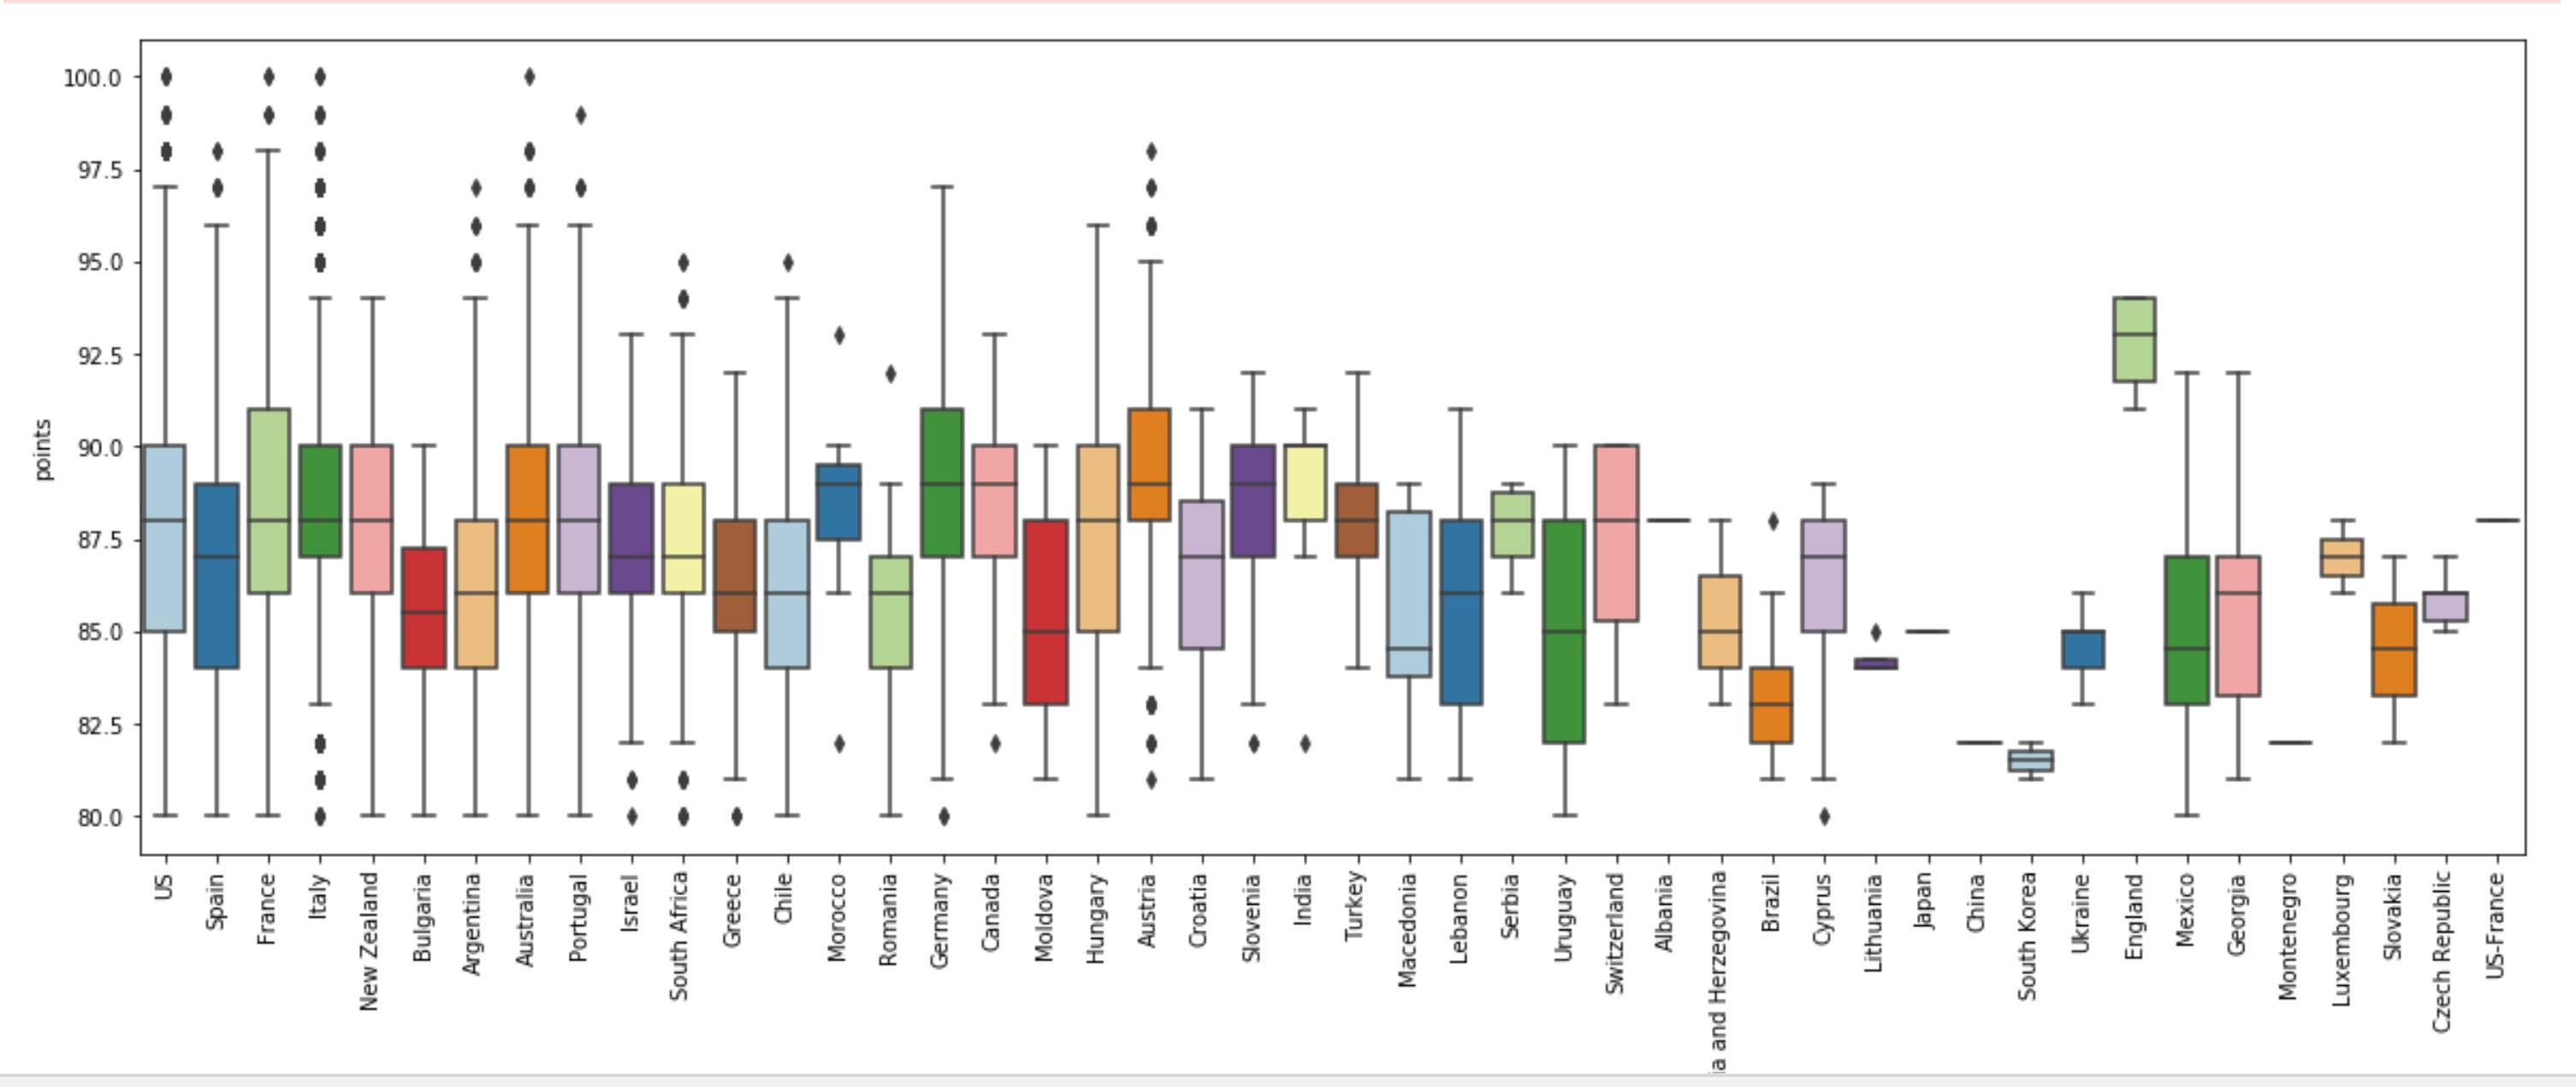 points
100.0
97.5
95.0
92.5
90.0
87.5
85.0
82.5
80.0
US
Spain
France
Italy
New Zealand
Bulgaria
Argentina
Australia
Portugal
Israel
South Africa
Greece
Chile
Morocco
Romania
Germany
Canada
Moldova
Hungary
Austria
Croatia
Slovenia
India
Turkey
Macedonia
Lebanon
Serbia
Uruguay
Switzerland
Albania
ia and Herzegovina
Brazil
Cyprus
Lithuania
Japan
China
South Korea
Ukraine
England
Mexico
Georgia
Montenegro
Luxembourg
Slovakia
Czech Republic
US-France